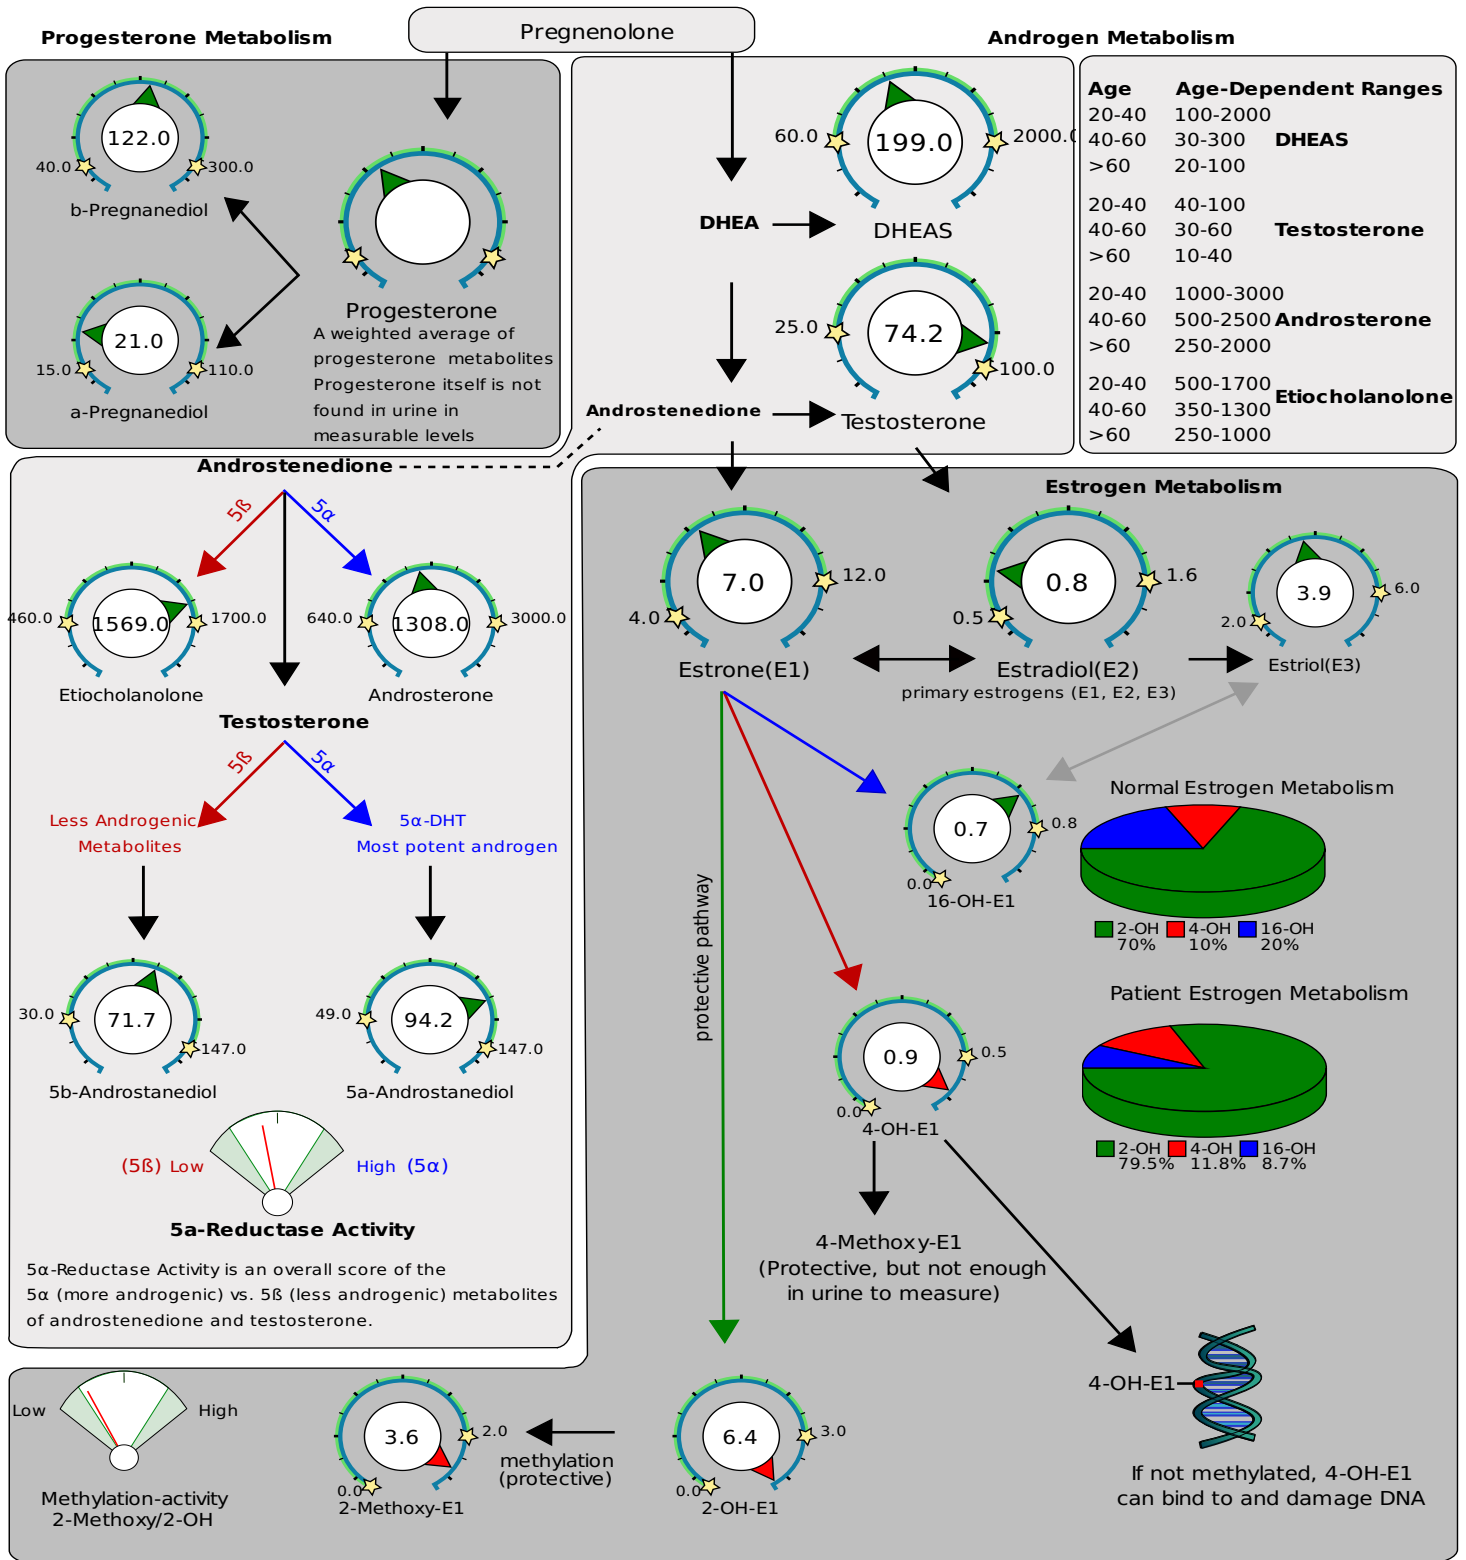 Pregnenolone
Progesterone Metabolism
122.0
40.0
300.0
b-Pregnanediol
21.0
15.0
110.0
a-Pregnanediol
Progesterone
A weighted average of
progesterone metabolites
Progesterone itself is not
found in urine in
measurable levels
Androgen Metabolism
199.0
60.0
2000.0
DHEA
DHEAS
74.2
25.0
100.0
Androstenedione
Testosterone
Age Age-Dependent Ranges
20-40 100-2000
40-60 30-300 DHEAS
>60 20-100
20-40 40-100
40-60 30-60 Testosterone
>60 10-40
20-40 1000-3000
40-60 500-2500 Androsterone
>60 250-2000
20-40 500-1700
40-60 350-1300 Etiocholanolone
>60 250-1000
Androstenedione
5ß
5α
1569.0
460.0
1700.0
Etiocholanolone
1308.0
640.0
3000.0
Androsterone
Testosterone
5ß
5α
Less Androgenic
Metabolites
5α-DHT
Most potent androgen
71.7
30.0
147.0
5b-Androstanediol
94.2
49.0
147.0
5a-Androstanediol
(5ß) Low
High (5α)
5a-Reductase Activity
5α-Reductase Activity is an overall score of the
5α (more androgenic) vs. 5ß (less androgenic) metabolites
of androstenedione and testosterone.
Estrogen Metabolism
7.0
4.0
12.0
Estrone(E1)
0.8
0.5
1.6
Estradiol(E2)
primary estrogens (E1, E2, E3)
3.9
2.0
6.0
Estriol(E3)
0.7
0.0
0.8
16-OH-E1
protective pathway
Normal Estrogen Metabolism
2-OH 4-OH 16-OH
70% 10% 20%
Patient Estrogen Metabolism
2-OH 4-OH 16-OH
79.5% 11.8% 8.7%
0.9
0.0
0.5
4-OH-E1
4-Methoxy-E1
(Protective, but not enough
in urine to measure)
4-OH-E1
If not methylated, 4-OH-E1
can bind to and damage DNA
Low
High
Methylation-activity
2-Methoxy/2-OH
3.6
0.0
2.0
2-Methoxy-E1
methylation
(protective)
6.4
0.0
3.0
2-OH-E1